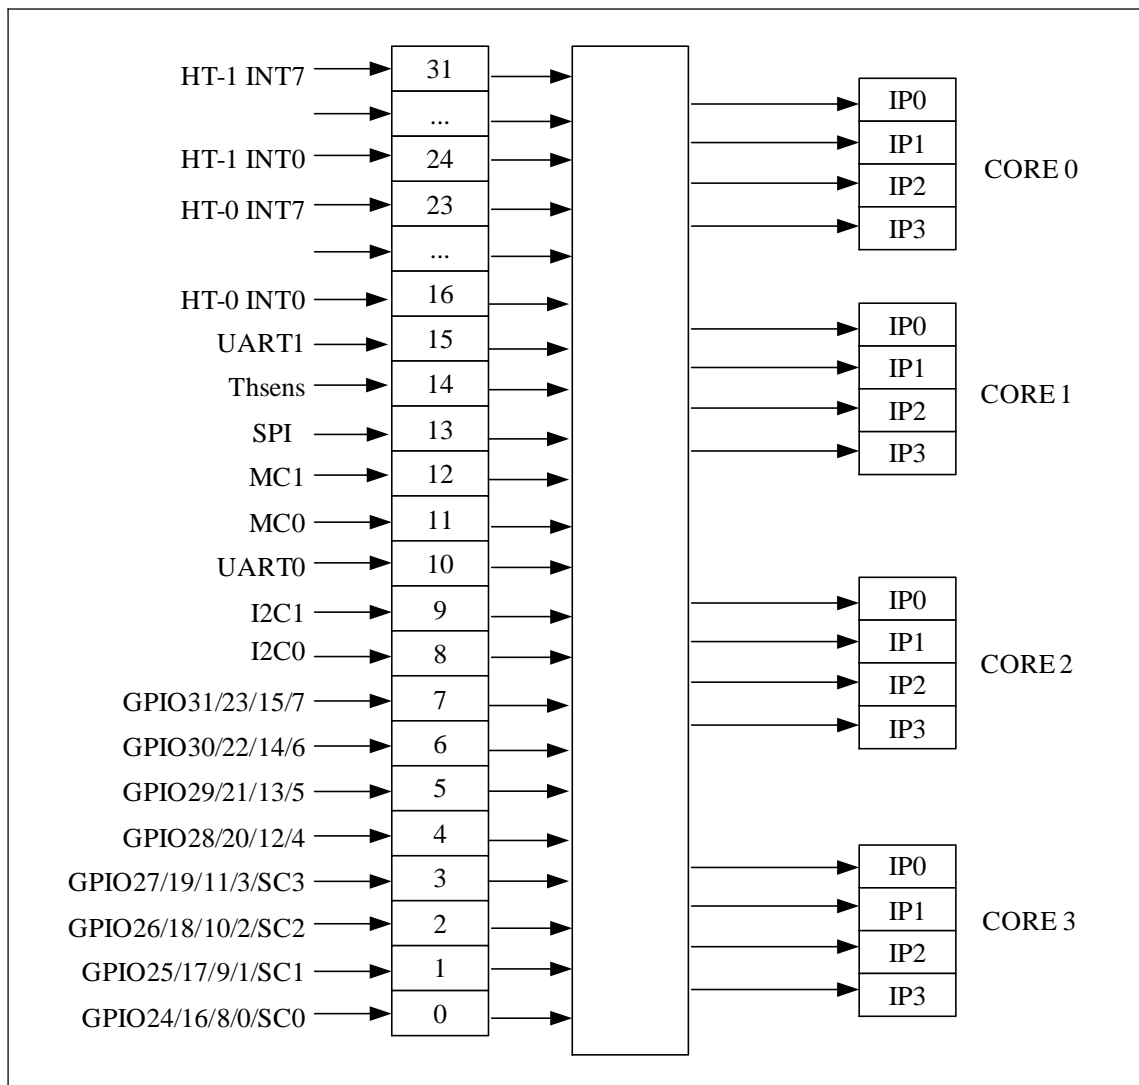 HT-1 INT7 31
...
HT-1 INT0 24
HT-0 INT7 23
...
HT-0 INT0 16
UART1 15
Thsens 14
SPI 13
MC1 12
MC0 11
UART0 10
I2C1 9
I2C0 8
GPIO31/23/15/7 7
GPIO30/22/14/6 6
GPIO29/21/13/5 5
GPIO28/20/12/4 4
GPIO27/19/11/3/SC3 3
GPIO26/18/10/2/SC2 2
GPIO25/17/9/1/SC1 1
GPIO24/16/8/0/SC0 0
IP0
IP1
IP2
IP3
CORE 0
IP0
IP1
IP2
IP3
CORE 1
IP0
IP1
IP2
IP3
CORE 2
IP0
IP1
IP2
IP3
CORE 3